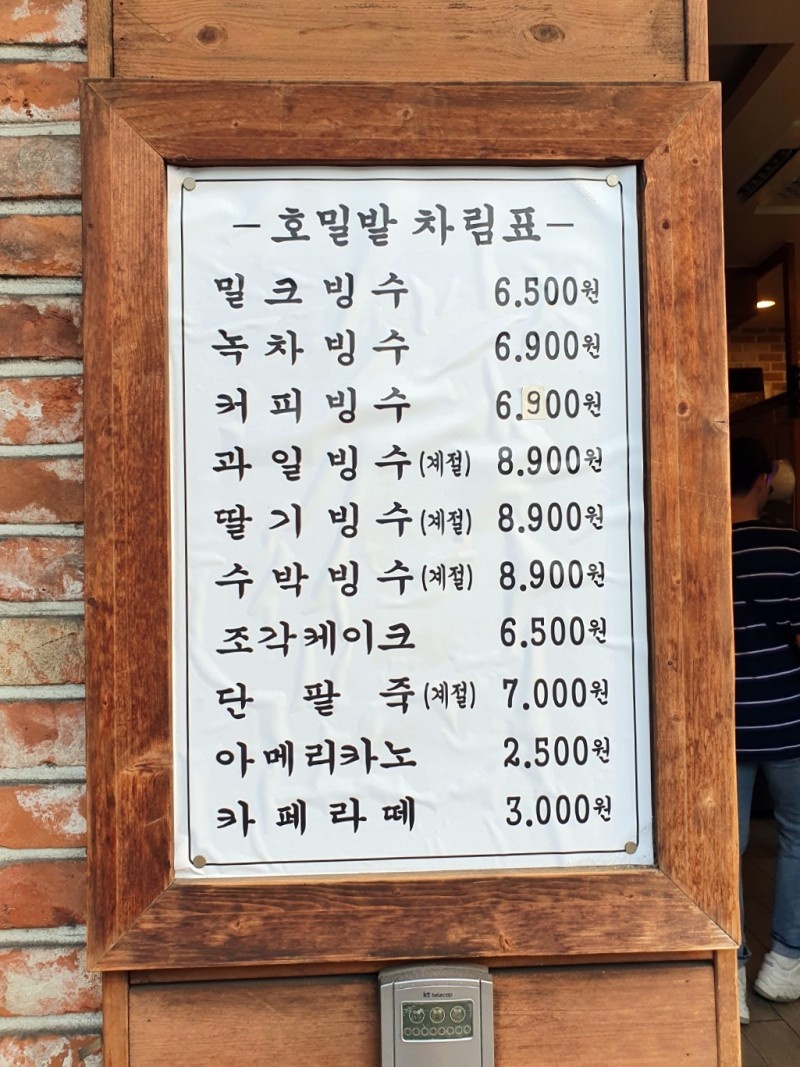 -호밀밭 차림표-
밀크빙수 6.500원
녹차빙수 6.900원
커피빙수 6.900원
과일빙수(계절) 8.900원
딸기빙수(계절) 8.900원
수박빙수(계절) 8.900원
조각케이크 6.500원
단팥죽(계절) 7.000원
아메리카노 2.500원
카페라떼 3.000원
kt telecop